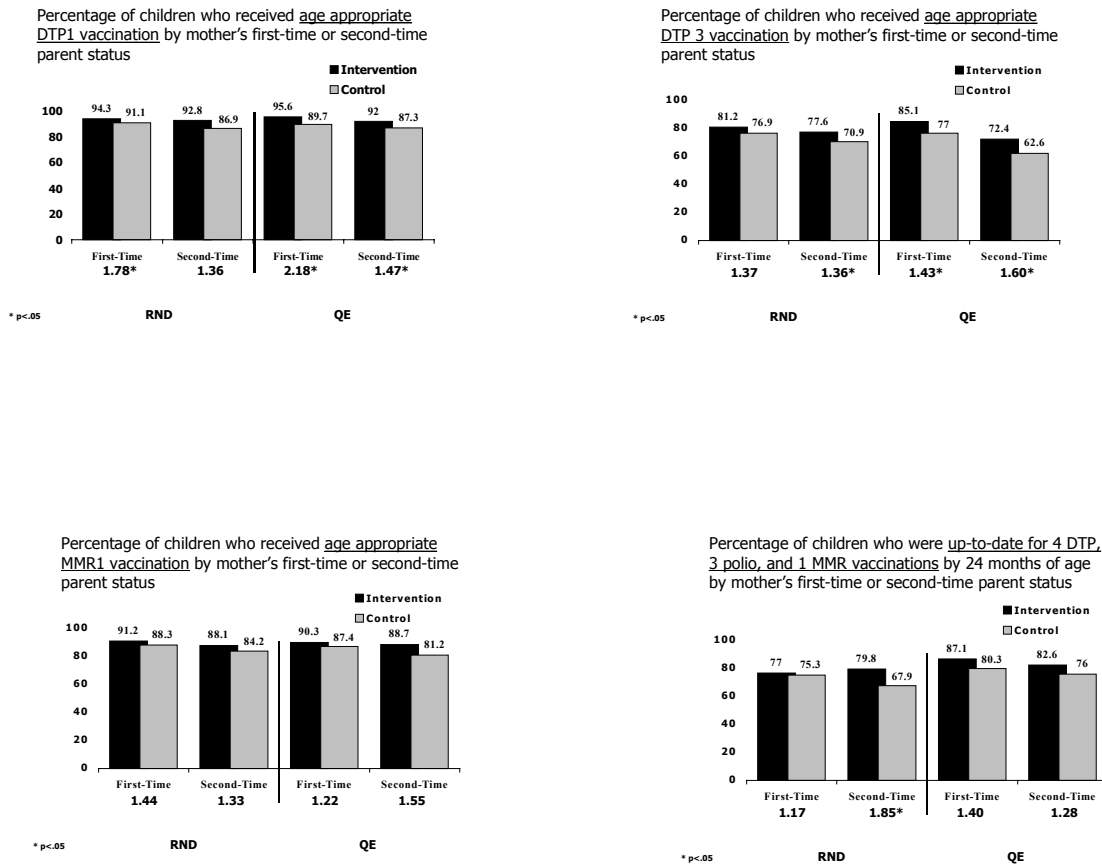 Percentage of children who received age appropriate
DTP1 vaccination by mother's first-time or second-time
parent status
Intervention
Control
94.3 91.1 92.8 86.9 95.6 89.7 92 87.3
100
80
60
40
20
0
First-Time Second-Time First-Time Second-Time
1.78* 1.36 2.18* 1.47*
* p<.05 RND QE
Percentage of children who received age appropriate
DTP 3 vaccination by mother's first-time or second-time
parent status
Intervention
Control
81.2 76.9 77.6 70.9 85.1 77 72.4 62.6
100
80
60
40
20
0
First-Time Second-Time First-Time Second-Time
1.37 1.36* 1.43* 1.60*
* p<.05 RND QE
Percentage of children who received age appropriate
MMR1 vaccination by mother's first-time or second-time
parent status
Intervention
Control
91.2 88.3 88.1 84.2 90.3 87.4 88.7 81.2
100
80
60
40
20
0
First-Time Second-Time First-Time Second-Time
1.44 1.33 1.22 1.55
* p<.05 RND QE
Percentage of children who were up-to-date for 4 DTP,
3 polio, and 1 MMR vaccinations by 24 months of age
by mother's first-time or second-time parent status
Intervention
Control
77 75.3 79.8 67.9 87.1 80.3 82.6 76
100
80
60
40
20
0
First-Time Second-Time First-Time Second-Time
1.17 1.85* 1.40 1.28
* p<.05 RND QE